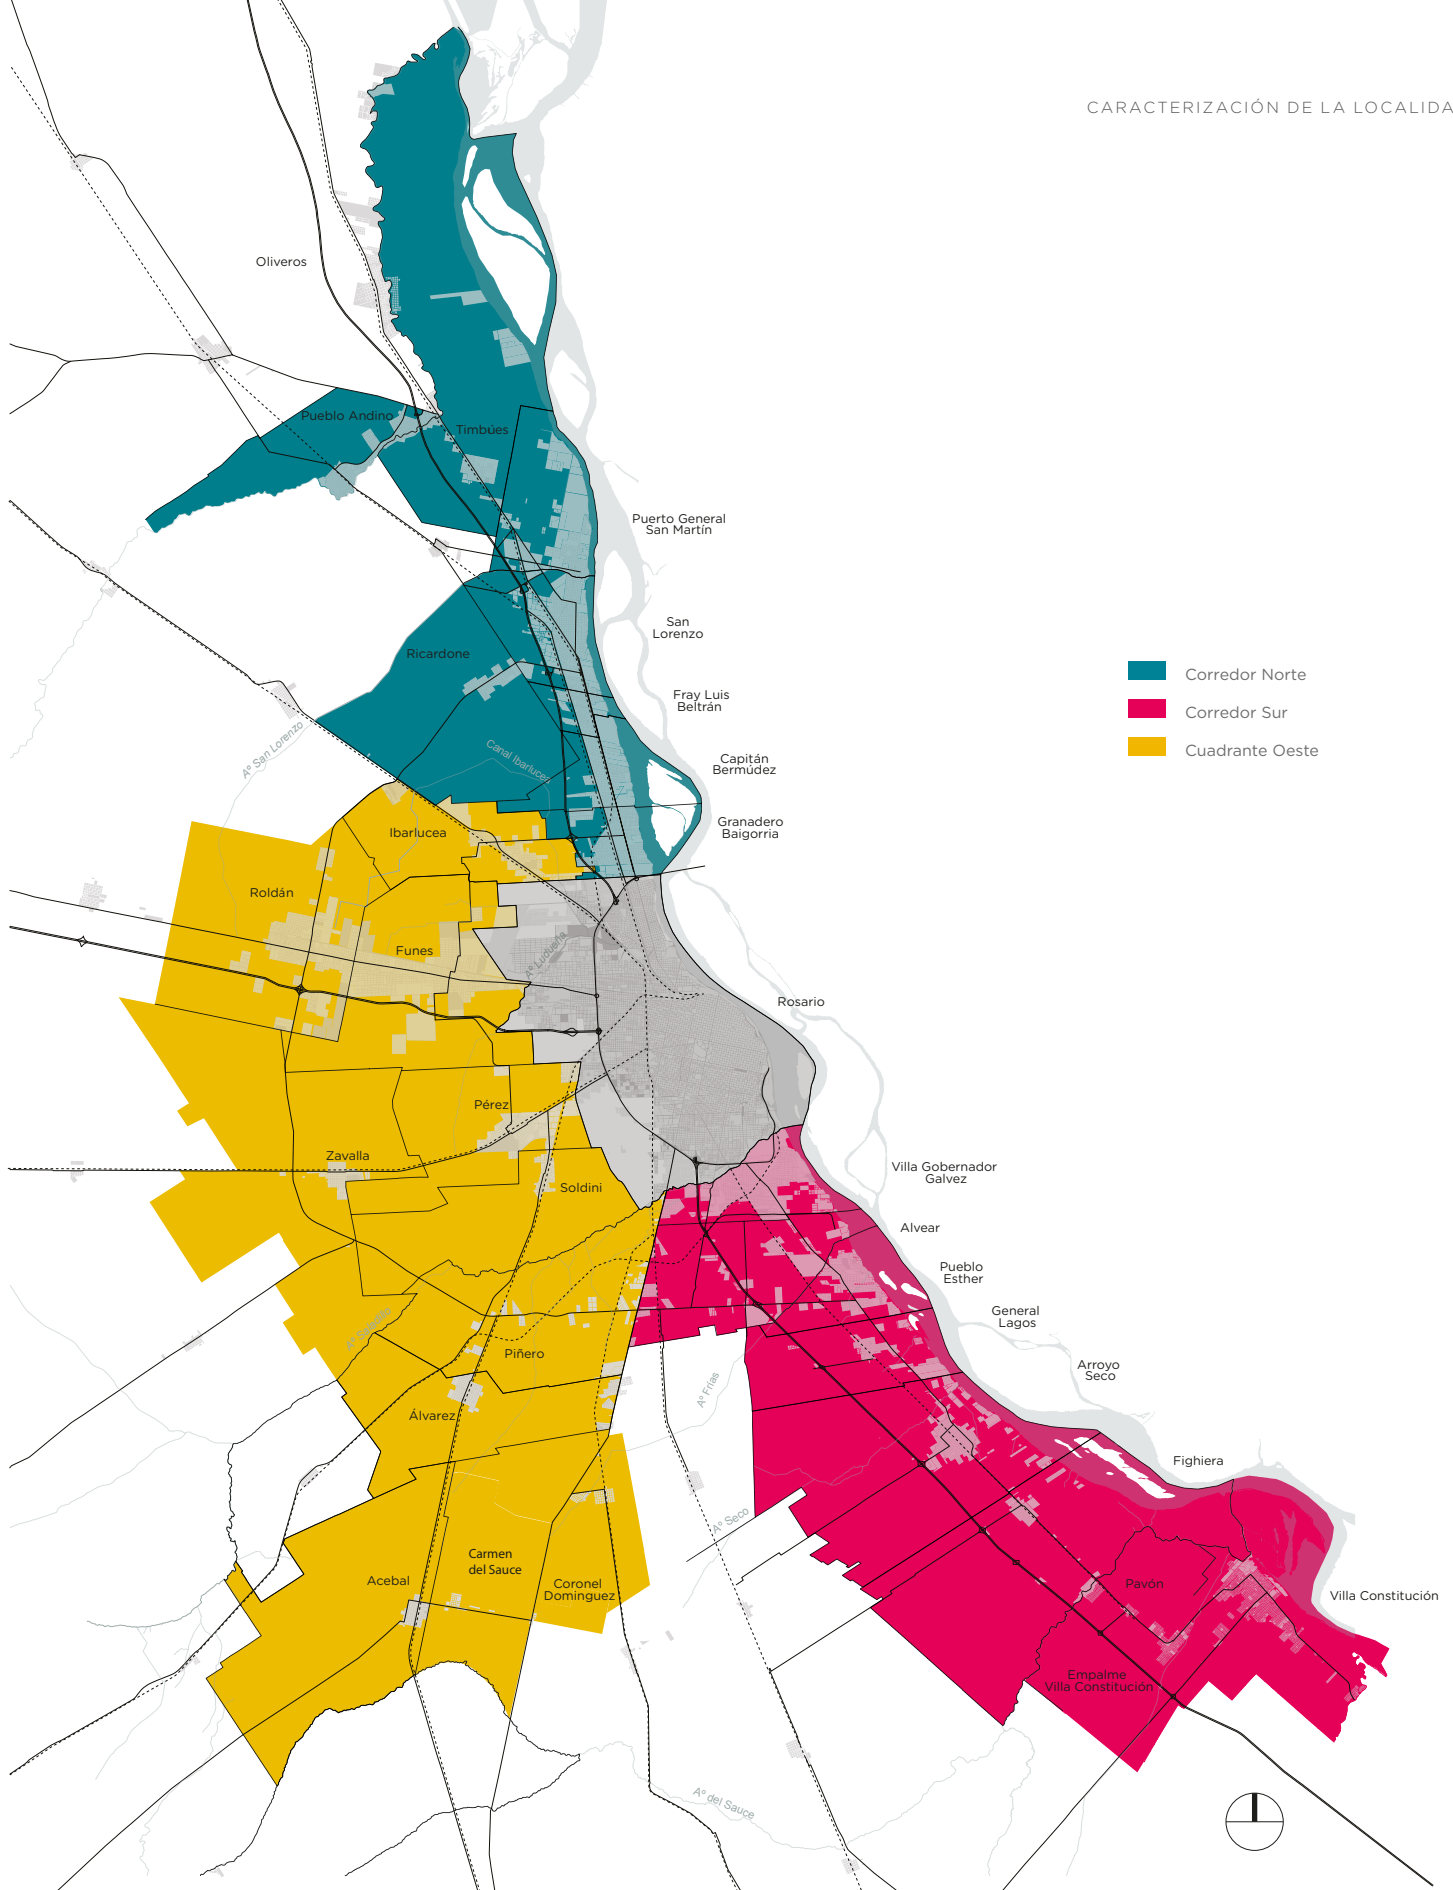 CARACTERIZACIÓN DE LA LOCALIDA
Oliveros
Pueblo Andino
Timbúes
Puerto General
San Martín
San
Lorenzo
Ricardone
Corredor Norte
Fray Luis
Beltrán
Corredor Sur
Aº San Lorenzo
Canal Ibarlucea
Cuadrante Oeste
Capitán
Bermúdez
Granadero
Baigorria
Ibarlucea
Roldán
Funes
Aº Ludueña
Rosario
Pérez
Zavalla
Villa Gobernador
Galvez
Soldini
Alvear
Pueblo
Esther
General
Lagos
Aº Saladillo
Piñero
Arroyo
Seco
Aº Frías
Álvarez
Fighiera
Aº Seco
Carmen
del Sauce
Acebal
Coronel
Dominguez
Pavón
Villa Constitución
Empalme
Villa Constitución
Aº del Sauce